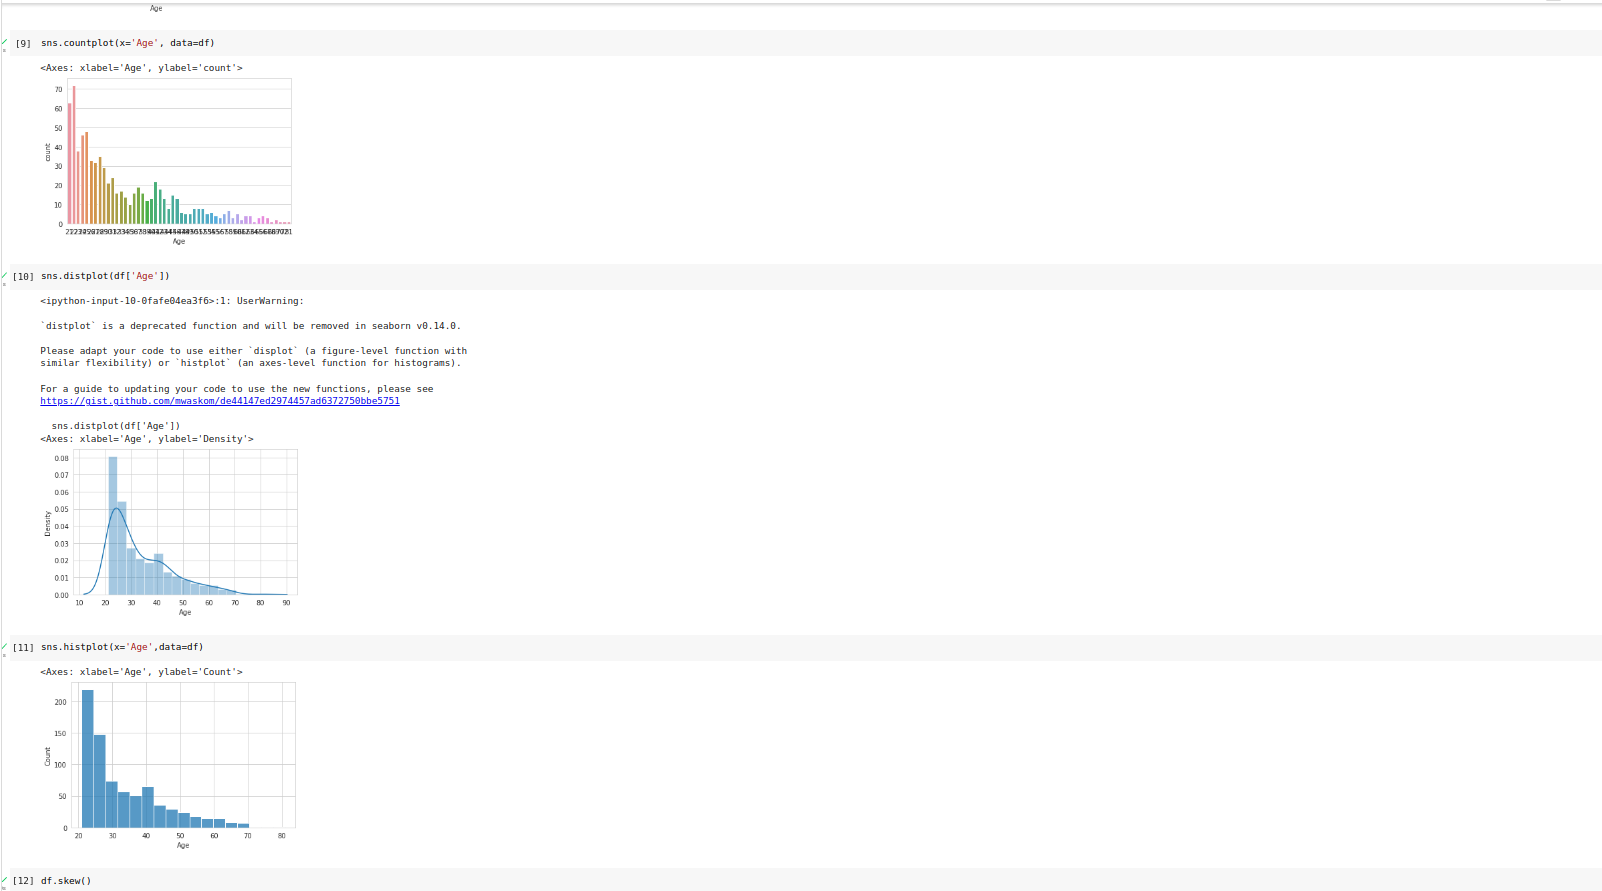 Age
[9] sns.countplot(x='Age', data=df)
<Axes: xlabel='Age', ylabel='count'>
70
60
50
40
30
20
10
0
count
Age
[10] sns.distplot(df['Age'])
<ipython-input-10-0fafe04ea3f6>:1: UserWarning:
`distplot` is a deprecated function and will be removed in seaborn v0.14.0.
Please adapt your code to use either `displot` (a figure-level function with
similar flexibility) or `histplot` (an axes-level function for histograms).
For a guide to updating your code to use the new functions, please see
https://gist.github.com/mwaskom/de44147ed2974457ad6372750bbe5751
sns.distplot(df['Age'])
<Axes: xlabel='Age', ylabel='Density'>
0.08
0.07
0.06
0.05
0.04
0.03
0.02
0.01
0.00
Density
10 20 30 40 50 60 70 80 90
Age
[11] sns.histplot(x='Age',data=df)
<Axes: xlabel='Age', ylabel='Count'>
200
150
100
50
0
Count
20 30 40 50 60 70 80
Age
[12] df.skew()